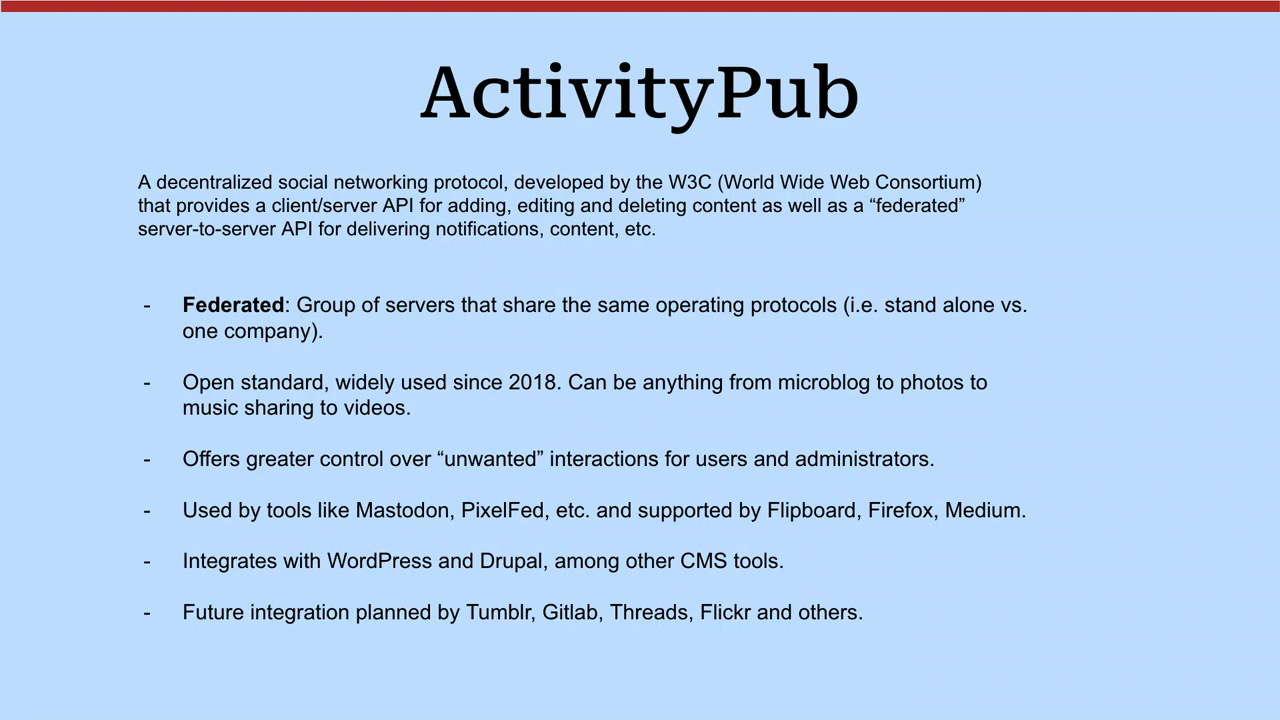 ActivityPub
A decentralized social networking protocol, developed by the W3C (World Wide Web Consortium)
that provides a client/server API for adding, editing and deleting content as well as a “federated”
server-to-server API for delivering notifications, content, etc.
- Federated: Group of servers that share the same operating protocols (i.e. stand alone vs.
one company).
- Open standard, widely used since 2018. Can be anything from microblog to photos to
music sharing to videos.
- Offers greater control over “unwanted” interactions for users and administrators.
- Used by tools like Mastodon, PixelFed, etc. and supported by Flipboard, Firefox, Medium.
- Integrates with WordPress and Drupal, among other CMS tools.
- Future integration planned by Tumblr, Gitlab, Threads, Flickr and others.